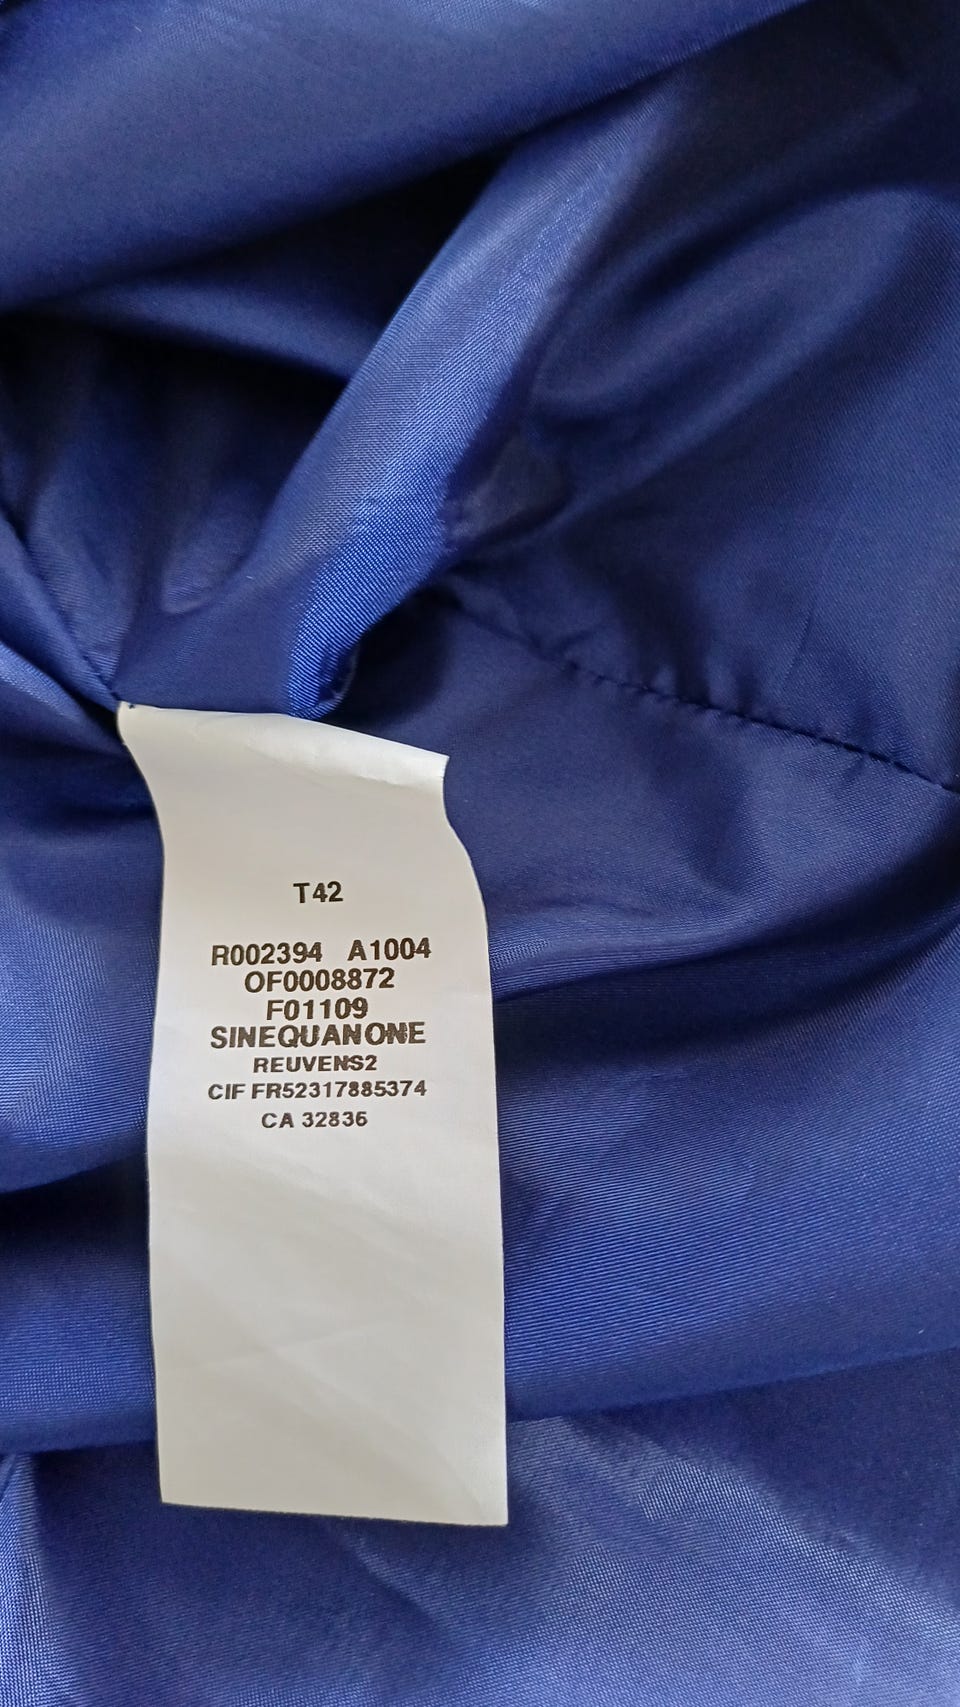 T42
R002394 A1004
OF0008872
F01109
SINEQUANONE
REUVENS2
CIF FR52317885374
CA 32836